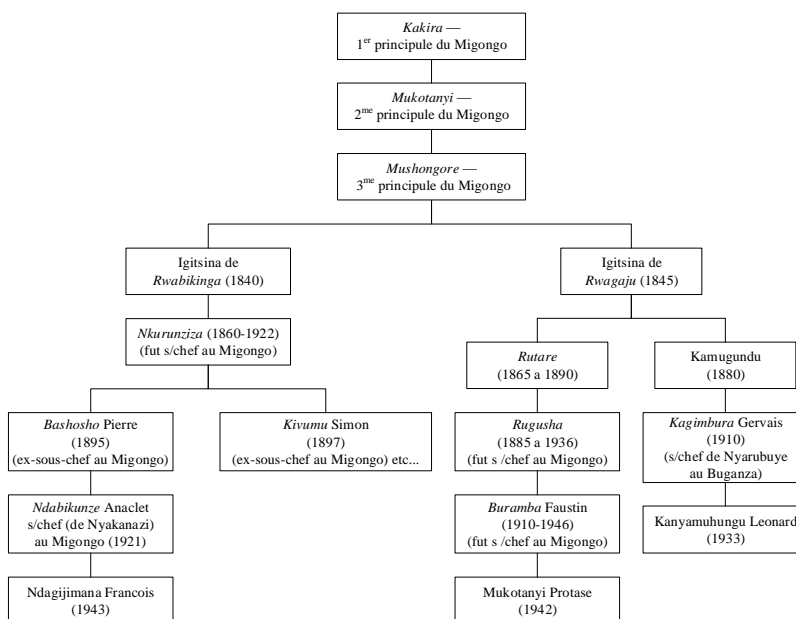 Kakira —
1er principule du Migongo
Mukotanyi —
2me principule du Migongo
Mushongore —
3me principule du Migongo
Igitsina de
Rwabikinga (1840)
Igitsina de
Rwagaju (1845)
Nkurunziza (1860-1922)
(fut s/chef au Migongo)
Rutare
(1865 a 1890)
Kamugundu
(1880)
Bashosho Pierre
(1895)
(ex-sous-chef au Migongo)
Kivumu Simon
(1897)
(ex-sous-chef au Migongo) etc...
Rugusha
(1885 a 1936)
(fut s /chef au Migongo)
Kagimbura Gervais
(1910)
(s/chef de Nyarubuye
au Buganza)
Ndabikunze Anaclet
s/chef (de Nyakanazi)
au Migongo (1921)
Buramba Faustin
(1910-1946)
(fut s /chef au Migongo)
Kanyamuhungu Leonard
(1933)
Ndagijimana Francois
(1943)
Mukotanyi Protase
(1942)